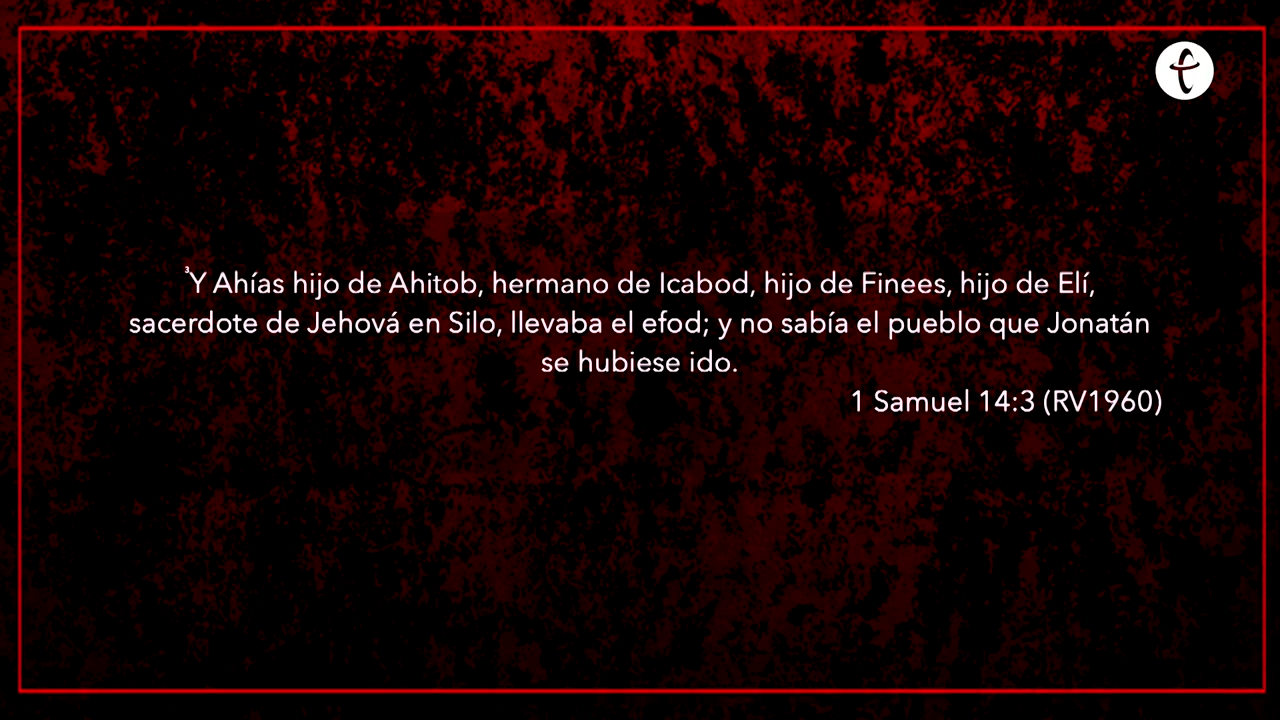 ³Y Ahías hijo de Ahitob, hermano de Icabod, hijo de Finees, hijo de Elí,
sacerdote de Jehová en Silo, llevaba el efod; y no sabía el pueblo que Jonatán
se hubiese ido.
1 Samuel 14:3 (RV1960)